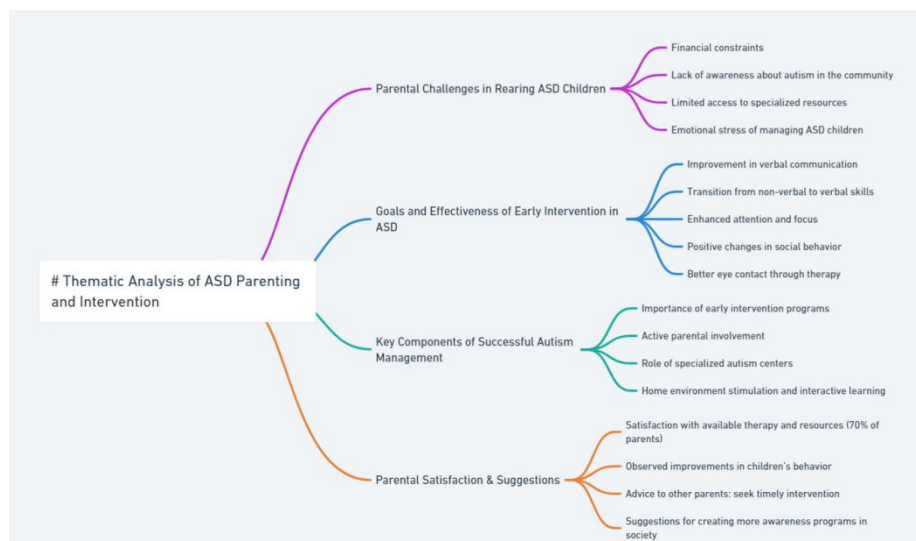 # Thematic Analysis of ASD Parenting
and Intervention
Parental Challenges in Rearing ASD Children
Financial constraints
Lack of awareness about autism in the community
Limited access to specialized resources
Emotional stress of managing ASD children
Goals and Effectiveness of Early Intervention in
ASD
Improvement in verbal communication
Transition from non-verbal to verbal skills
Enhanced attention and focus
Positive changes in social behavior
Better eye contact through therapy
Key Components of Successful Autism
Management
Importance of early intervention programs
Active parental involvement
Role of specialized autism centers
Home environment stimulation and interactive learning
Parental Satisfaction & Suggestions
Satisfaction with available therapy and resources (70% of
parents)
Observed improvements in children's behavior
Advice to other parents: seek timely intervention
Suggestions for creating more awareness programs in
society